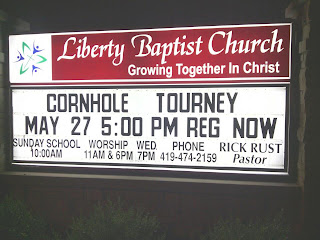 Liberty Baptist Church
Growing Together In Christ
CORNHOLE TOURNEY
MAY 27 5:00 PM REG NOW
SUNDAY SCHOOL WORSHIP WED. PHONE RICK RUST
10:00AM 11AM & 6PM 7PM 419-474-2159 Pastor